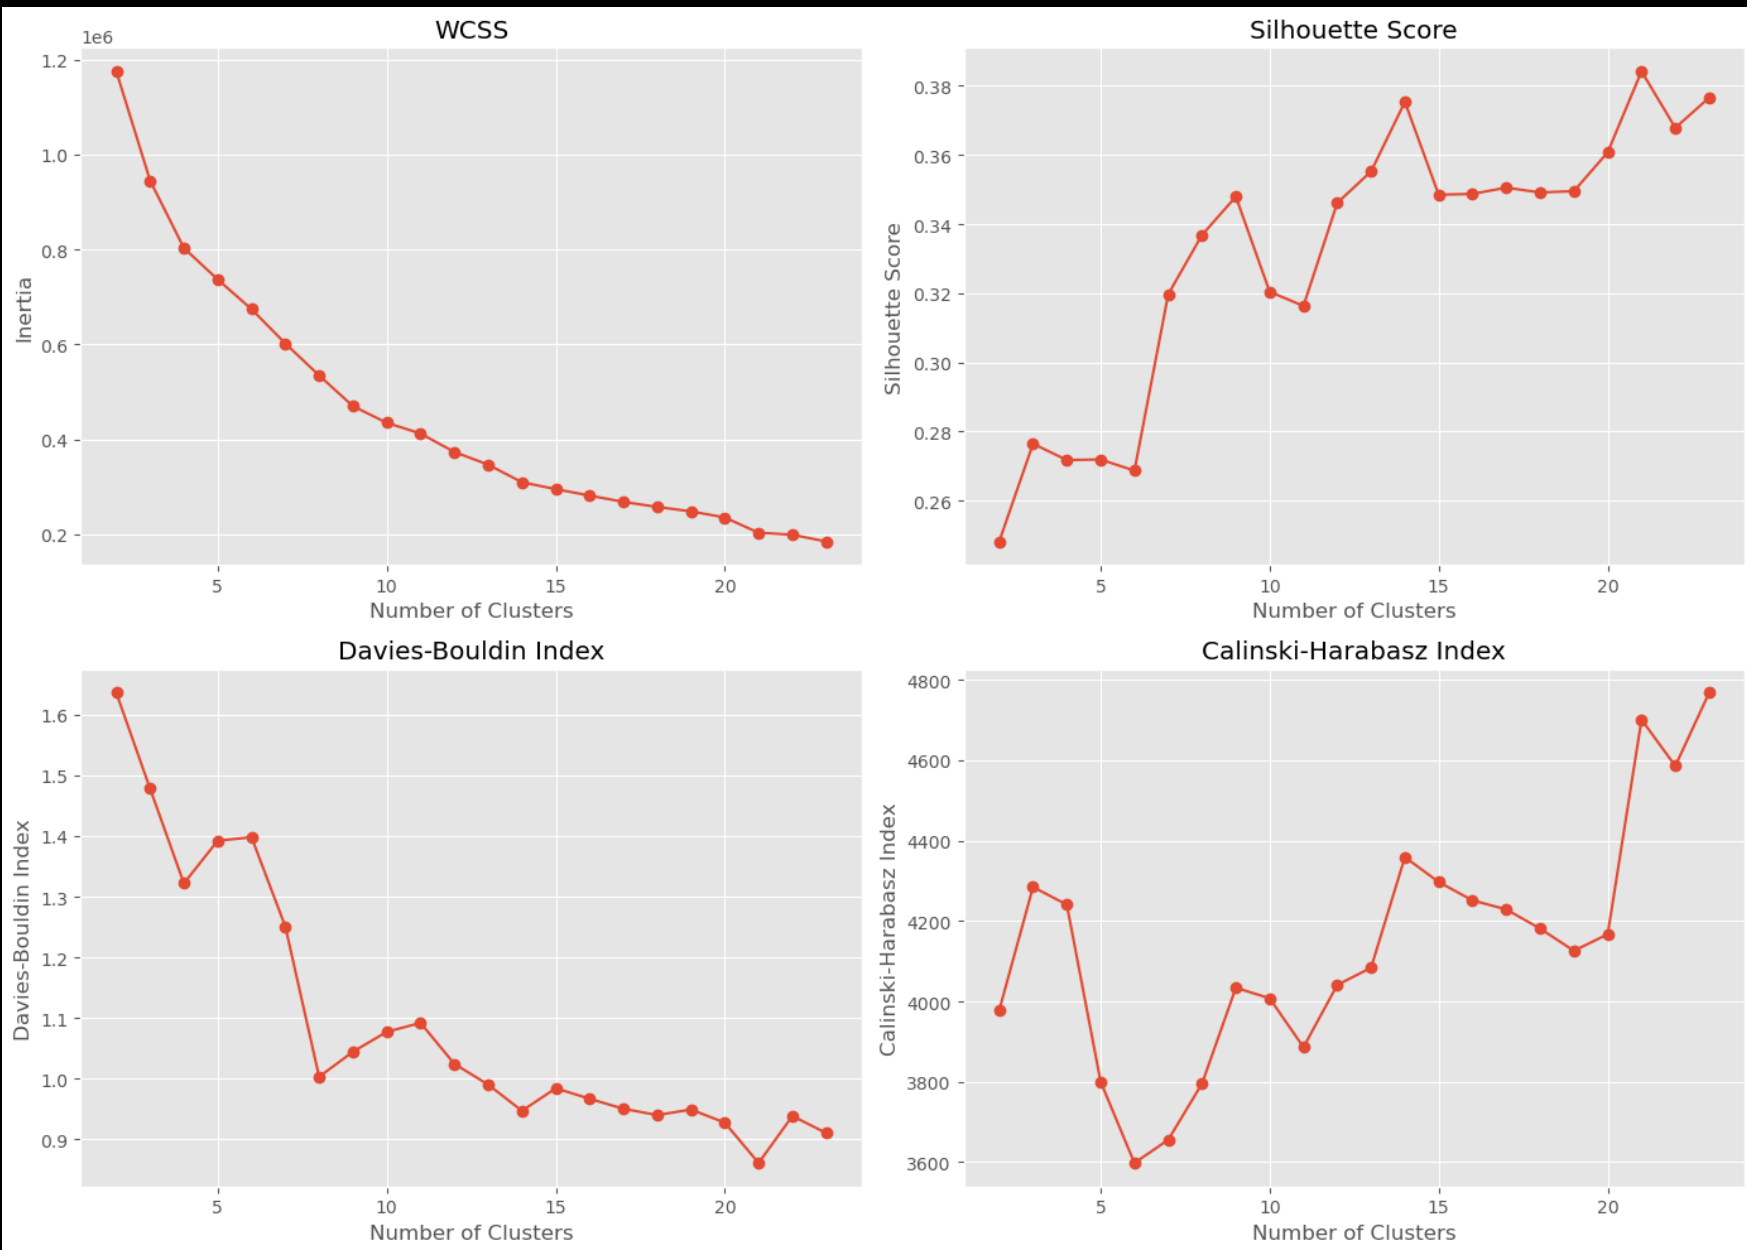 WCSS
1e6
1.2
1.0
0.8
0.6
0.4
0.2
Inertia
5 10 15 20
Number of Clusters
Silhouette Score
0.38
0.36
0.34
0.32
0.30
0.28
0.26
Silhouette Score
5 10 15 20
Number of Clusters
Davies-Bouldin Index
1.6
1.5
1.4
1.3
1.2
1.1
1.0
0.9
Davies-Bouldin Index
5 10 15 20
Number of Clusters
Calinski-Harabasz Index
4800
4600
4400
4200
4000
3800
3600
Calinski-Harabasz Index
5 10 15 20
Number of Clusters